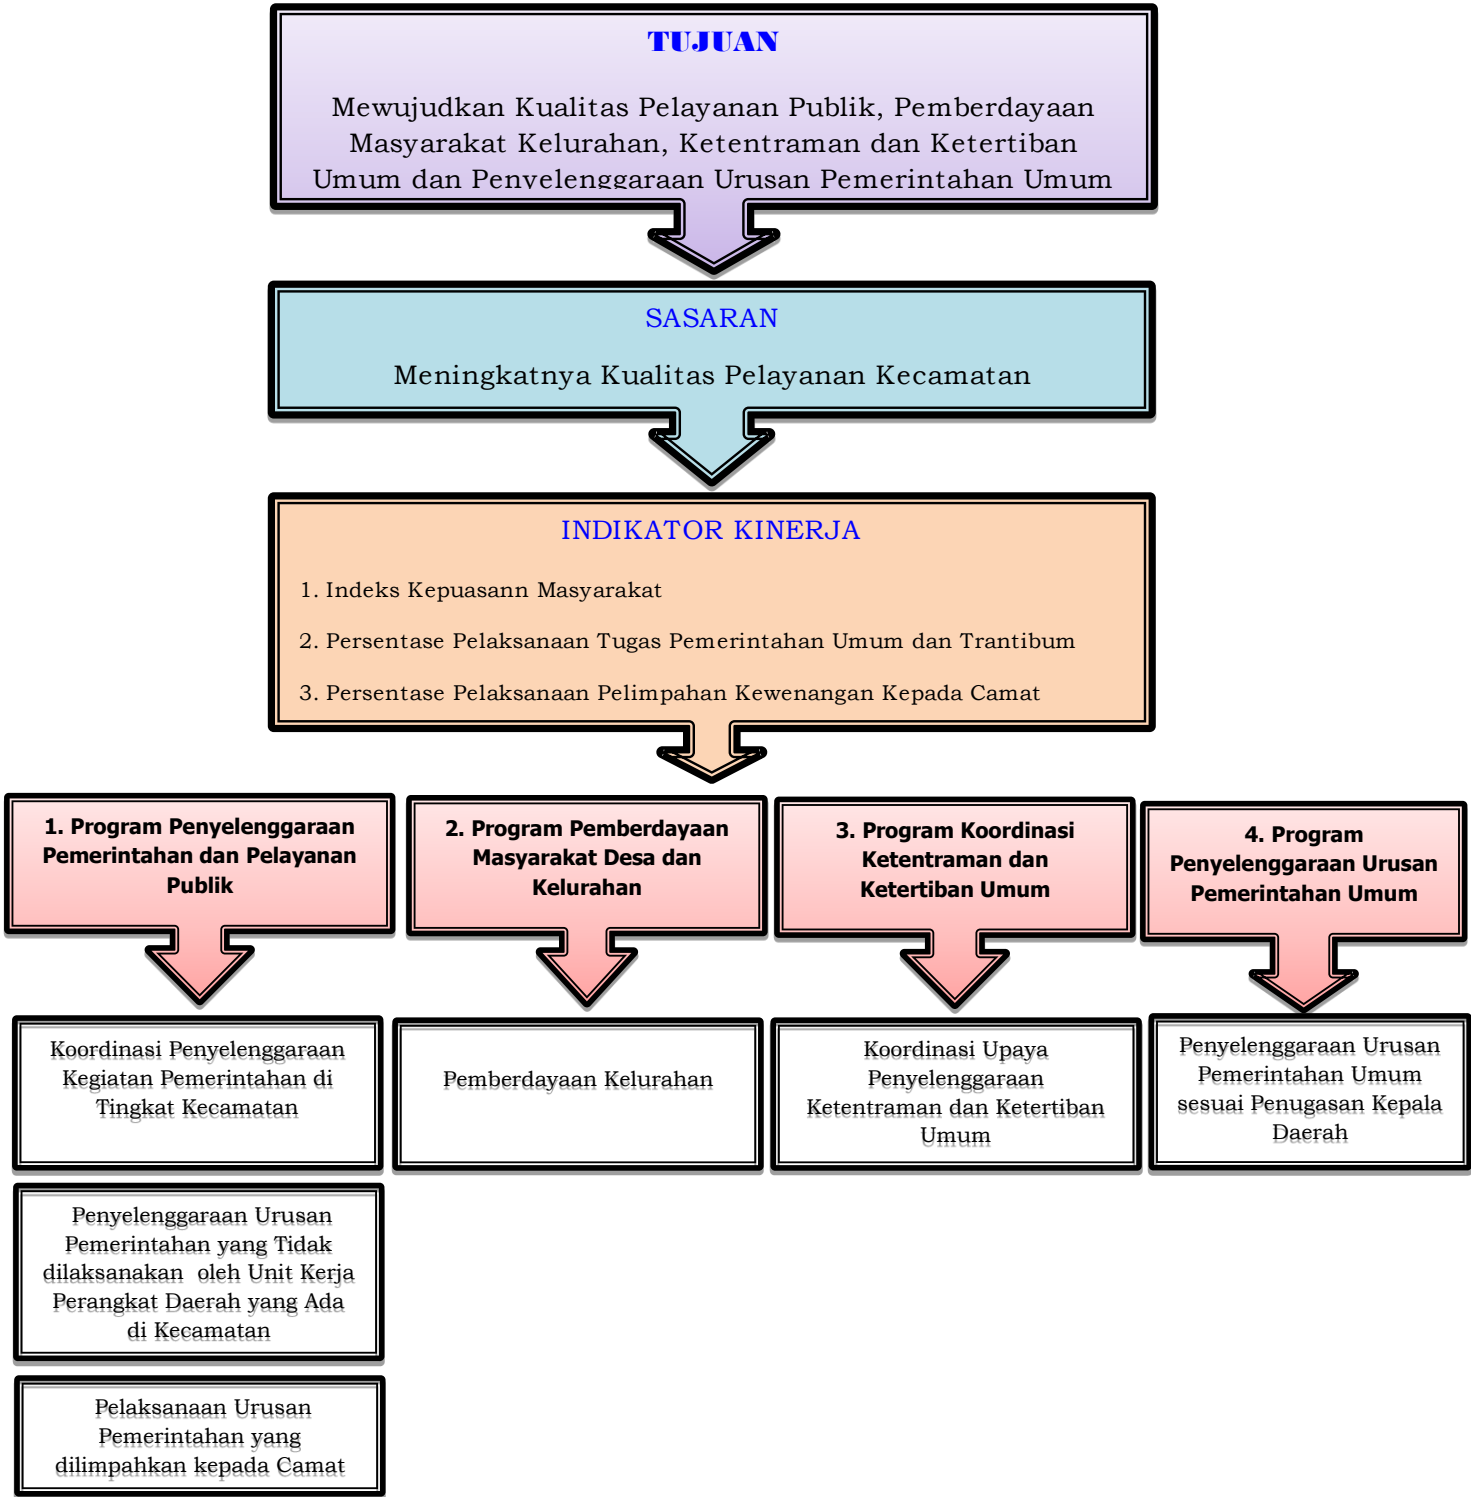 TUJUAN
Mewujudkan Kualitas Pelayanan Publik, Pemberdayaan
Masyarakat Kelurahan, Ketentraman dan Ketertiban
Umum dan Penyelenggaraan Urusan Pemerintahan Umum
SASARAN
Meningkatnya Kualitas Pelayanan Kecamatan
INDIKATOR KINERJA
1. Indeks Kepuasann Masyarakat
2. Persentase Pelaksanaan Tugas Pemerintahan Umum dan Trantibum
3. Persentase Pelaksanaan Pelimpahan Kewenangan Kepada Camat
1. Program Penyelenggaraan
Pemerintahan dan Pelayanan
Publik
2. Program Pemberdayaan
Masyarakat Desa dan
Kelurahan
3. Program Koordinasi
Ketentraman dan
Ketertiban Umum
4. Program
Penyelenggaraan Urusan
Pemerintahan Umum
Koordinasi Penyelenggaraan
Kegiatan Pemerintahan di
Tingkat Kecamatan
Pemberdayaan Kelurahan
Koordinasi Upaya
Penyelenggaraan
Ketentraman dan Ketertiban
Umum
Penyelenggaraan Urusan
Pemerintahan Umum
sesuai Penugasan Kepala
Daerah
Penyelenggaraan Urusan
Pemerintahan yang Tidak
dilaksanakan oleh Unit Kerja
Perangkat Daerah yang Ada
di Kecamatan
Pelaksanaan Urusan
Pemerintahan yang
dilimpahkan kepada Camat